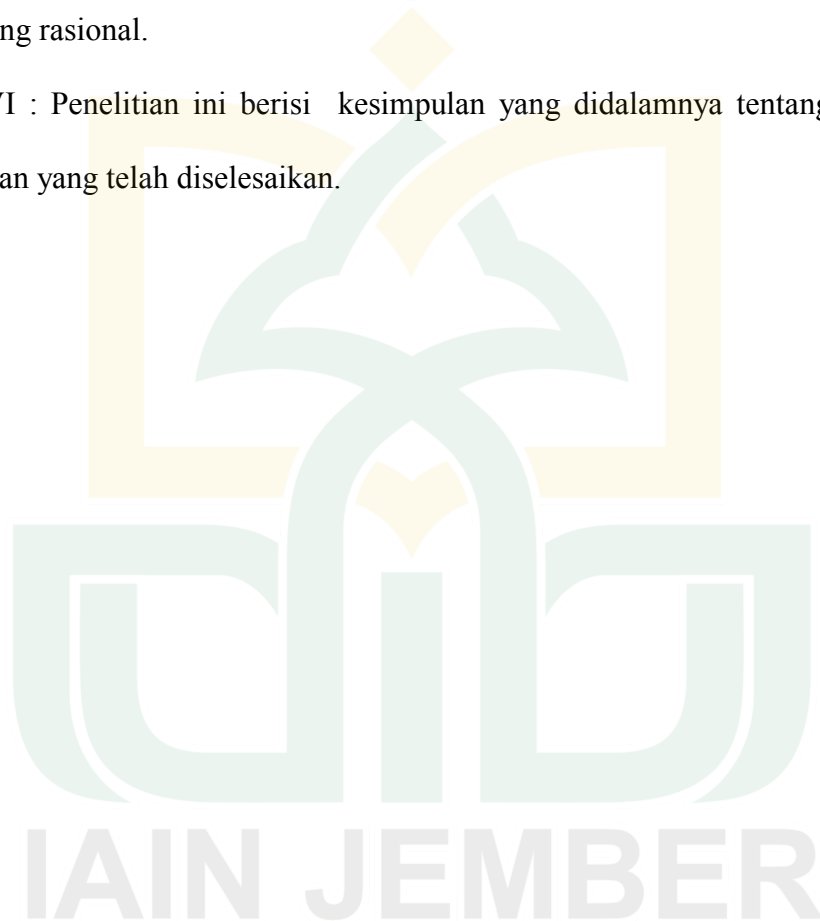 ng rasional.
VI : Penelitian ini berisi kesimpulan yang didalamnya tentang
an yang telah diselesaikan.
IAIN JEMBER